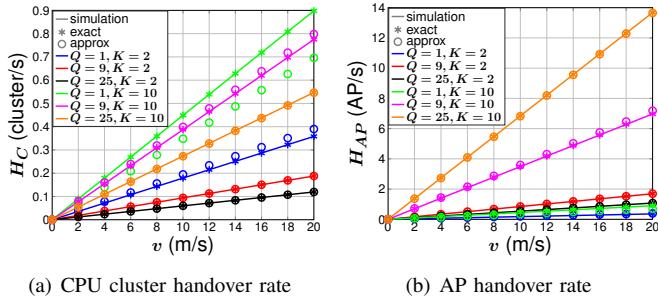 simulation
exact
approx
Q = 1, K = 2
Q = 9, K = 2
Q = 25, K = 2
Q = 1, K = 10
Q = 9, K = 10
Q = 25, K = 10
H_C (cluster/s)
0.9
0.8
0.7
0.6
0.5
0.4
0.3
0.2
0.1
0
0 2 4 6 8 10 12 14 16 18 20
v (m/s)
(a) CPU cluster handover rate
simulation
exact
approx
Q = 1, K = 2
Q = 9, K = 2
Q = 25, K = 2
Q = 1, K = 10
Q = 9, K = 10
Q = 25, K = 10
H_{AP} (AP/s)
14
12
10
8
6
4
2
0
0 2 4 6 8 10 12 14 16 18 20
v (m/s)
(b) AP handover rate